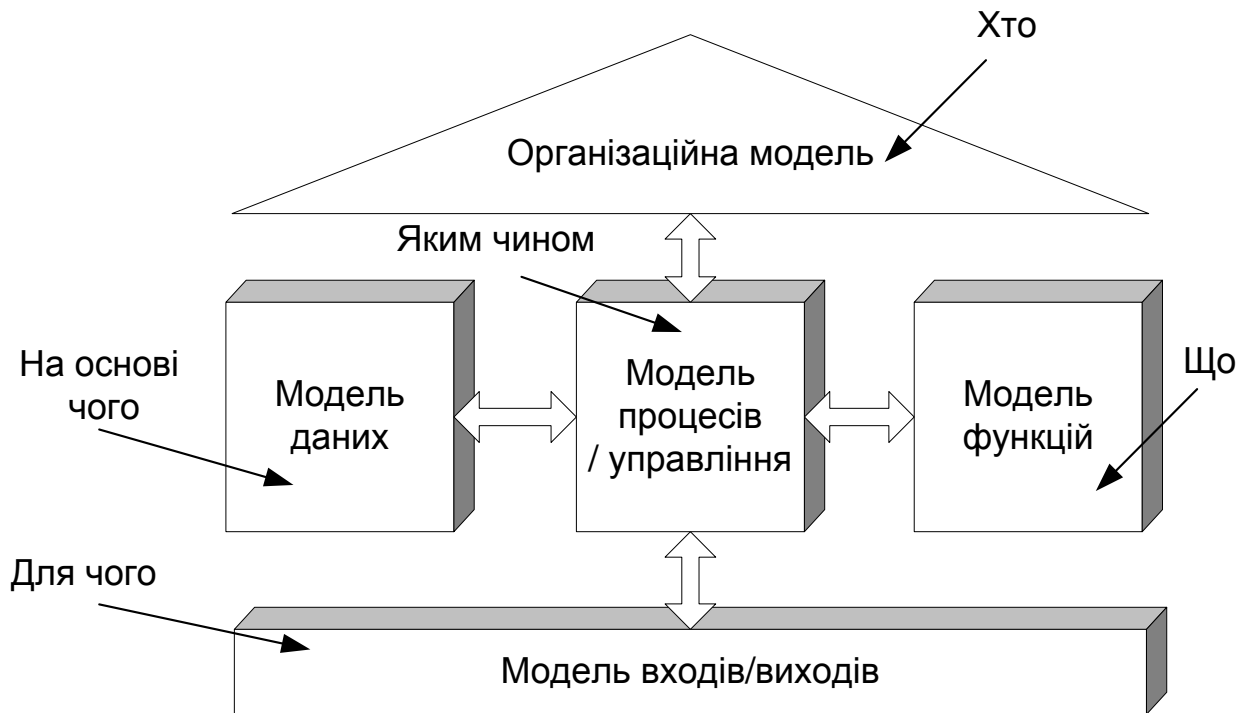 Хто
Організаційна модель
Яким чином
На основі
чого
Модель
даних
Модель
процесів
/ управління
Модель
функцій
Що
Для чого
Модель входів/виходів